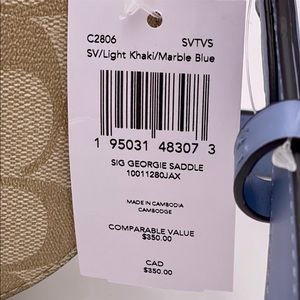 C2806 SVTVS
SV/Light Khaki/Marble Blue
1 95031 48307 3
SIG GEORGIE SADDLE
10011280JAX
MADE IN CAMBODIA
CAMBODGE
COMPARABLE VALUE
$350.00
CAD
$350.00